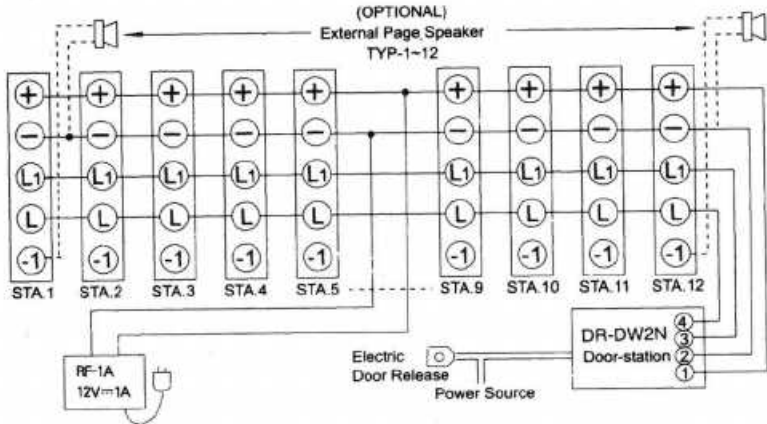 (OPTIONAL)
External Page Speaker
TYP-1~12
+ + + + + + + + +
− − − − − − − − −
L1 L1 L1 L1 L1 L1 L1 L1 L1
L L L L L L L L L
-1 -1 -1 -1 -1 -1 -1 -1 -1
STA.1 STA.2 STA.3 STA.4 STA.5 STA.9 STA.10 STA.11 STA.12
RF-1A
12V⎓1A
Electric
Door Release
Power Source
DR-DW2N
Door-station
4
3
2
1